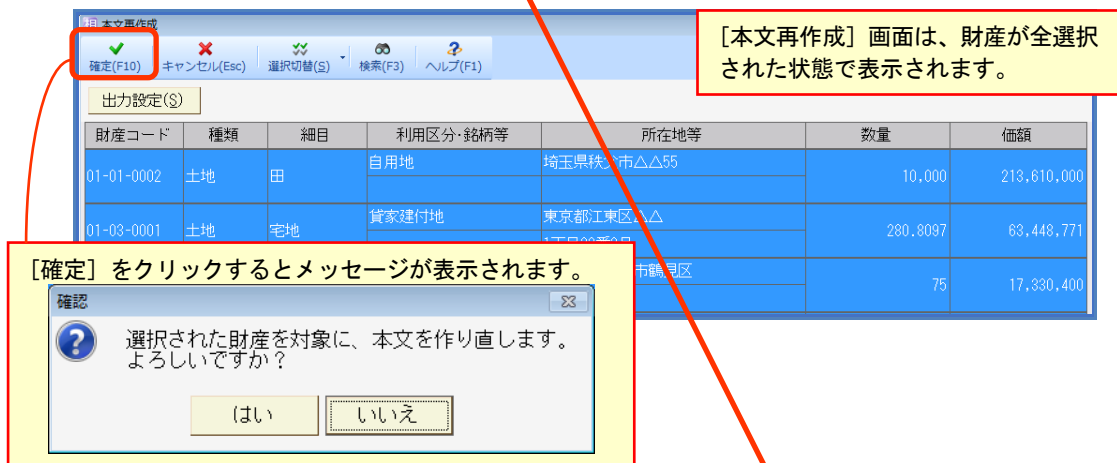 本文再作成
確定(F10) キャンセル(Esc) 選択切替(S) 検索(F3) ヘルプ(F1)
［本文再作成］画面は、財産が全選択
された状態で表示されます。
出力設定(S)
財産コード 種類 細目 利用区分・銘柄等 所在地等 数量 価額
01-01-0002 土地 田 自用地 埼玉県秩父市△△55 10,000 213,610,000
01-03-0001 土地 宅地 貸家建付地 東京都江東区△△ 280.8097 63,448,771
市鶴見区 75 17,330,400
［確定］をクリックするとメッセージが表示されます。
確認
選択された財産を対象に、本文を作り直します。
よろしいですか？
はい いいえ